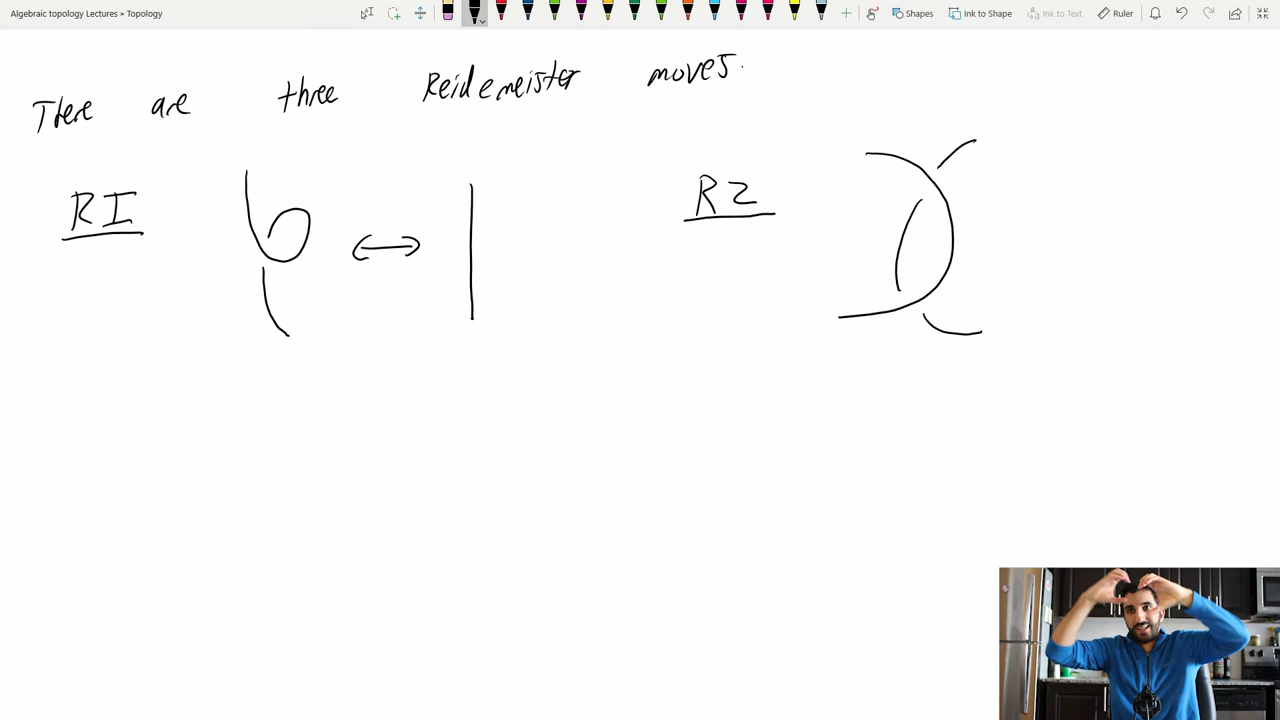 Algebraic topology Lectures » Topology
Shapes
Ink to Shape
Ink to Text
Ruler
There are three Reidemeister moves.
RI
R2